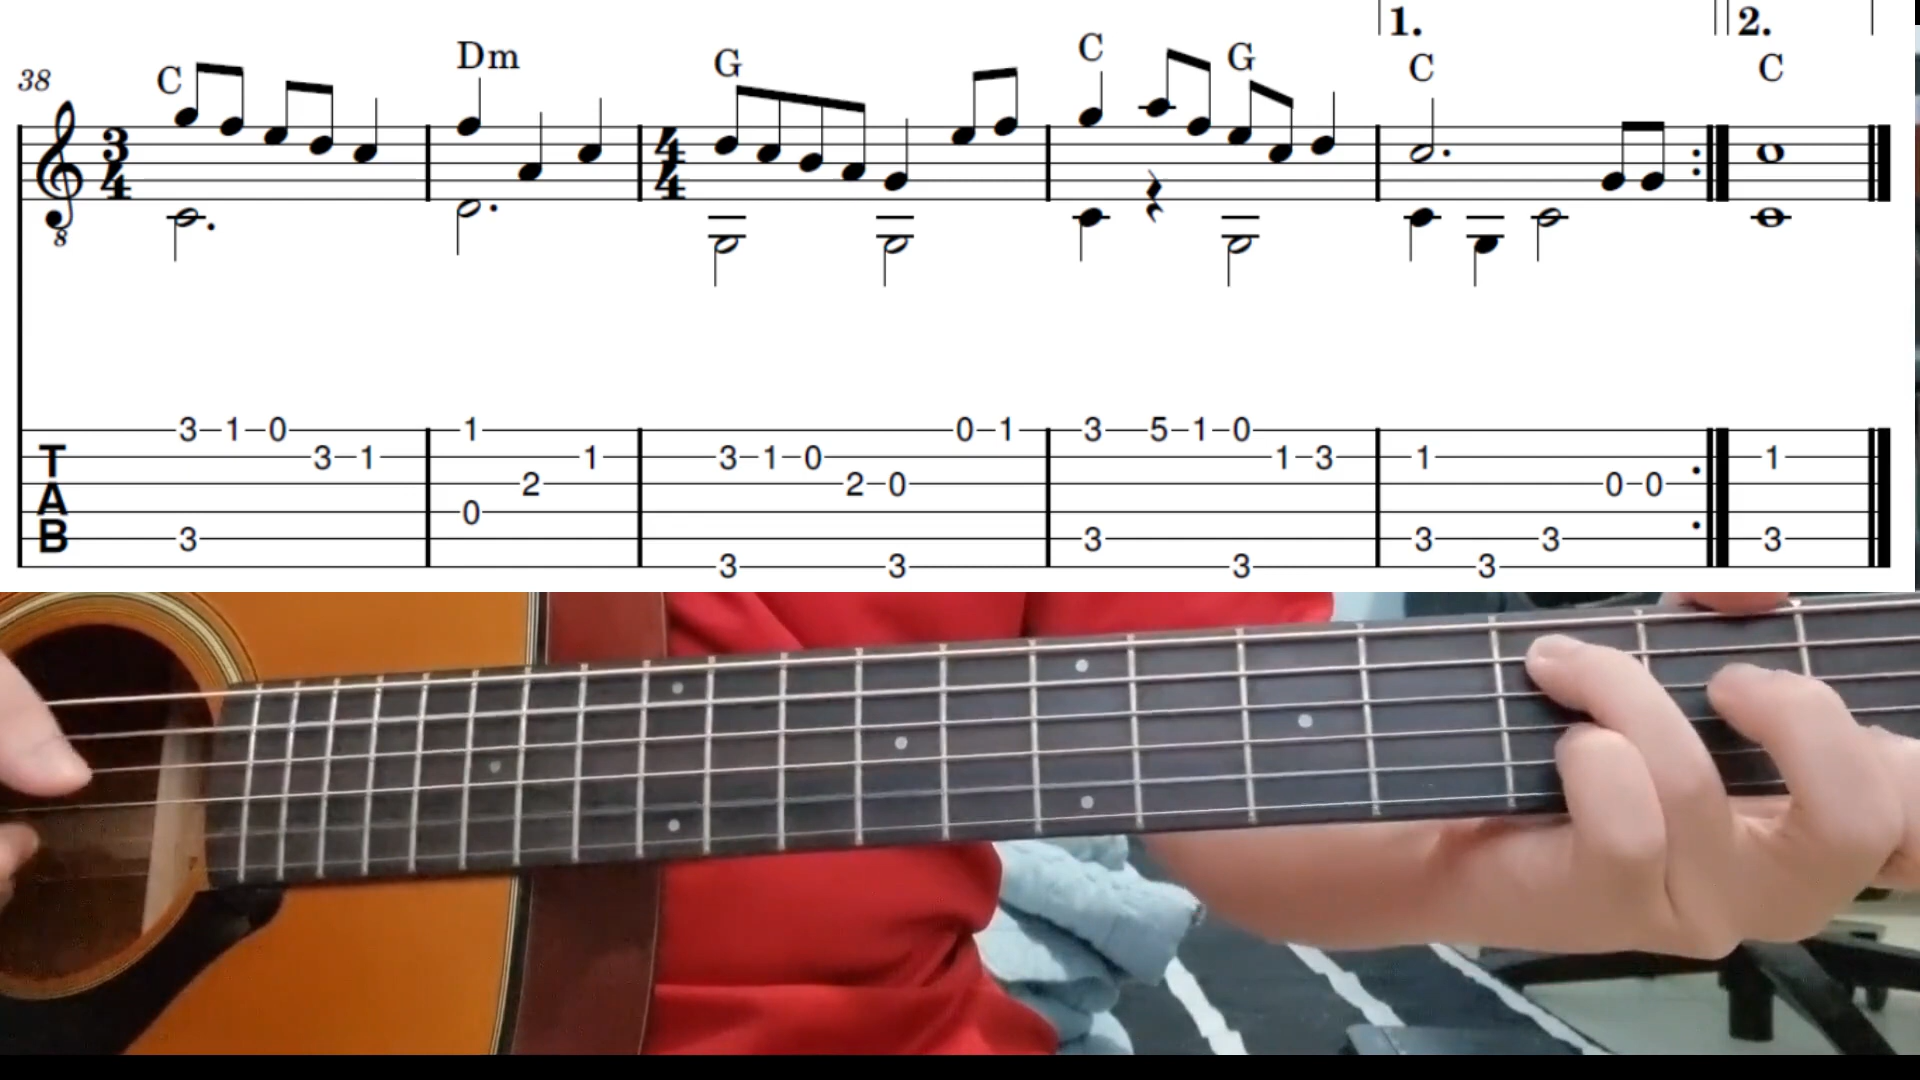 1. 2.
38 C Dm G C G C C
3 4 4 4
8
3 1 0 1 0 1 3 5 1 0
T 3 1 1 3 1 0 1 3 1 1
A 2 2 0 0 0
0
B 3 3 3 3 3
3 3 3 3